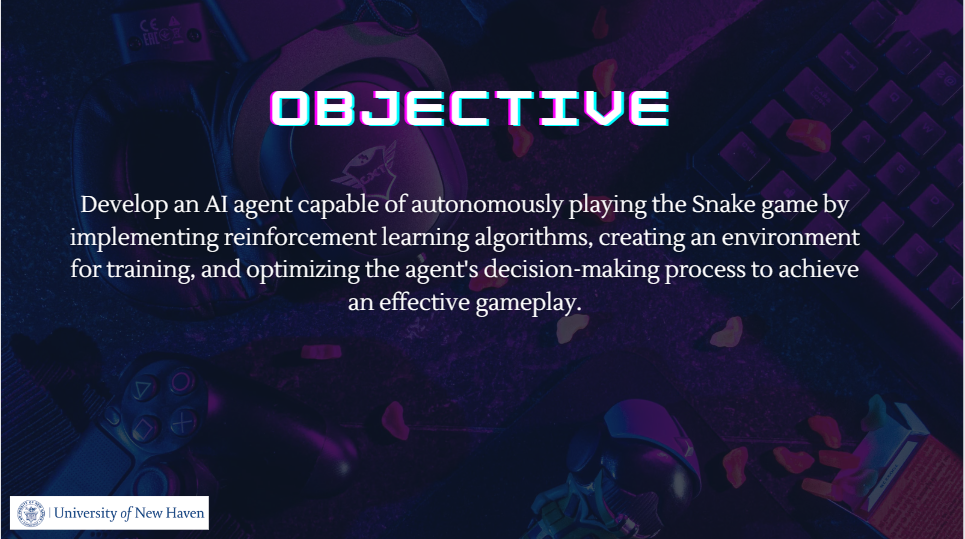 OBJECTIVE
Develop an AI agent capable of autonomously playing the Snake game by
implementing reinforcement learning algorithms, creating an environment
for training, and optimizing the agent's decision-making process to achieve
an effective gameplay.
GXT
University of New Haven